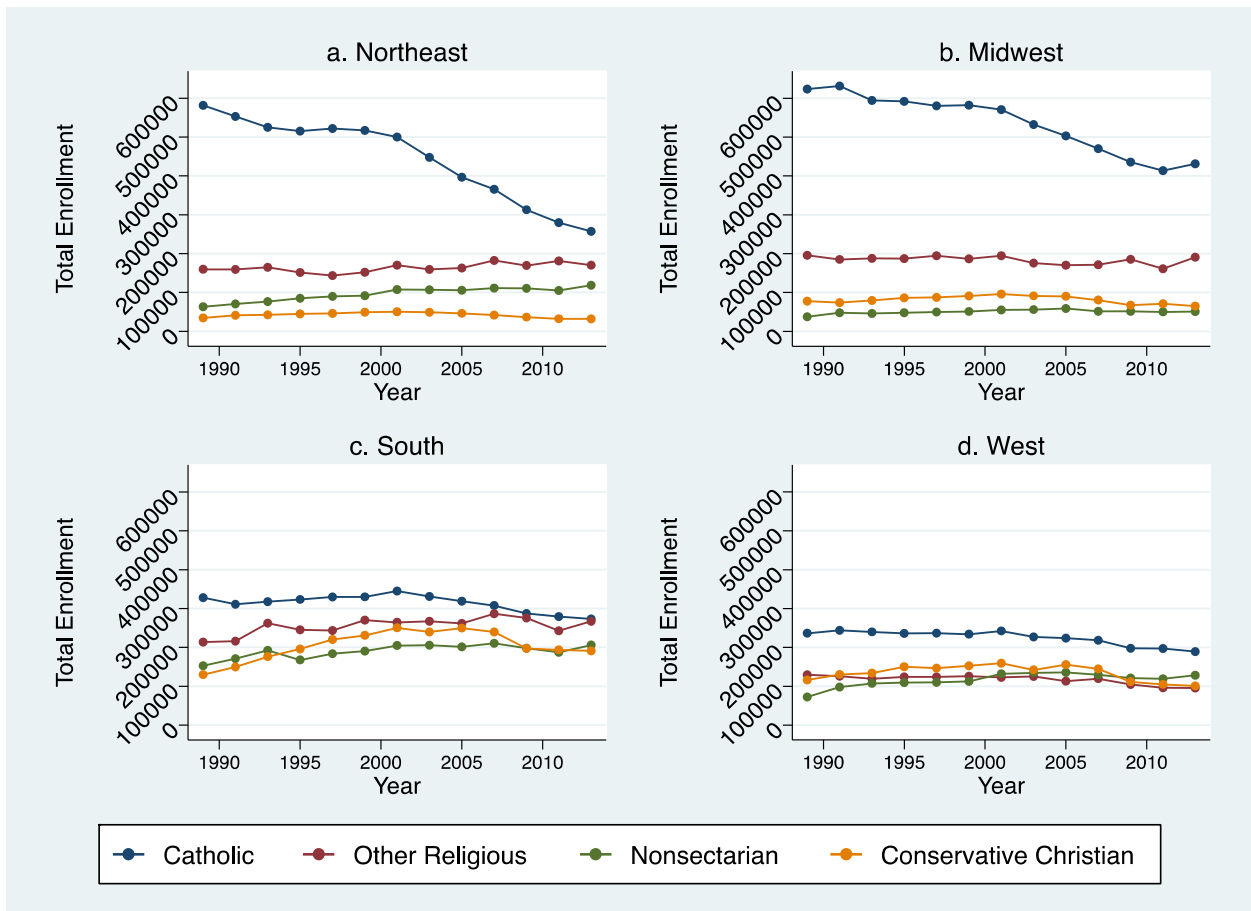 a. Northeast
Total Enrollment
600000
500000
400000
300000
200000
100000
0
1990 1995 2000 2005 2010
Year
b. Midwest
Total Enrollment
600000
500000
400000
300000
200000
100000
0
1990 1995 2000 2005 2010
Year
c. South
Total Enrollment
600000
500000
400000
300000
200000
100000
0
1990 1995 2000 2005 2010
Year
d. West
Total Enrollment
600000
500000
400000
300000
200000
100000
0
1990 1995 2000 2005 2010
Year
Catholic Other Religious Nonsectarian Conservative Christian